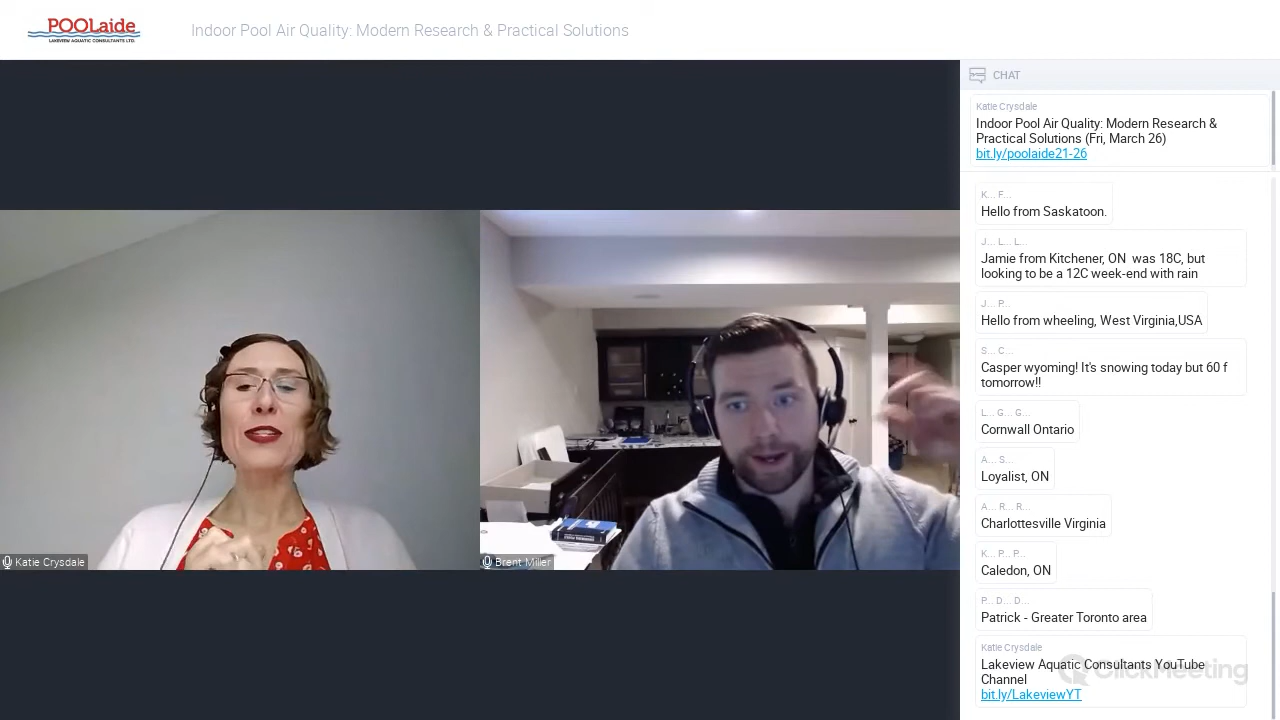 POOLaide
LAKEVIEW AQUATIC CONSULTANTS LTD.
Indoor Pool Air Quality: Modern Research & Practical Solutions
CHAT
Katie Crysdale
Indoor Pool Air Quality: Modern Research &
Practical Solutions (Fri, March 26)
bit.ly/poolaide21-26
K... F...
Hello from Saskatoon.
J... L... L...
Jamie from Kitchener, ON was 18C, but
looking to be a 12C week-end with rain
J... P...
Hello from wheeling, West Virginia,USA
S... C...
Casper wyoming! It's snowing today but 60 f
tomorrow!!
L... G... G...
Cornwall Ontario
A... S...
Loyalist, ON
A... R... R...
Charlottesville Virginia
K... P... P...
Caledon, ON
P... D... D...
Patrick - Greater Toronto area
Katie Crysdale
Lakeview Aquatic Consultants YouTube
Channel
bit.ly/LakeviewYT
ClickMeeting
Katie Crysdale
Brent Miller